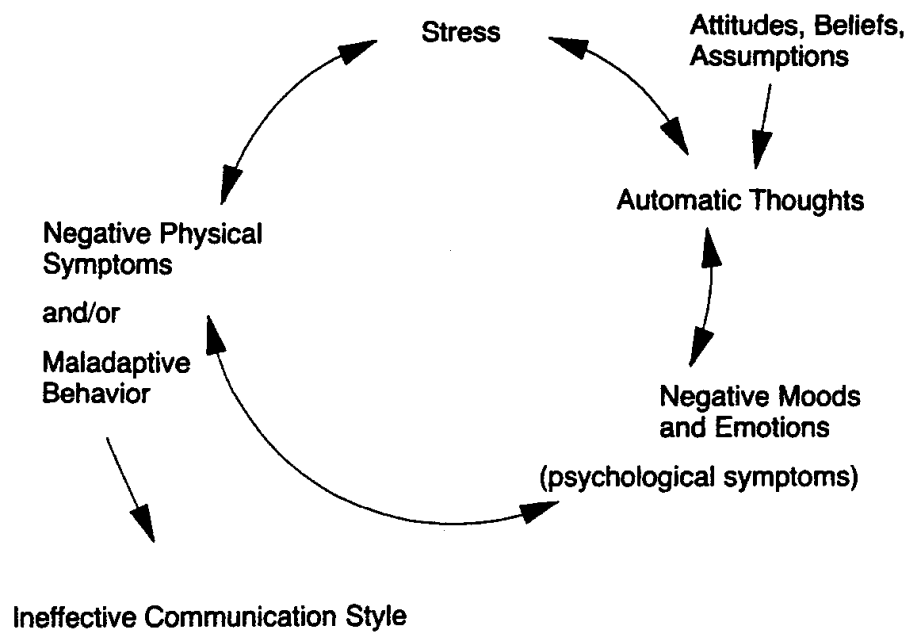 Stress
Attitudes, Beliefs,
Assumptions
Automatic Thoughts
Negative Moods
and Emotions
(psychological symptoms)
Negative Physical
Symptoms
and/or
Maladaptive
Behavior
Ineffective Communication Style